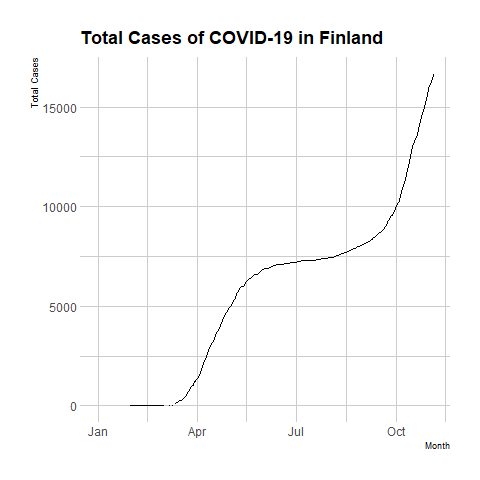 Total Cases of COVID-19 in Finland
Total Cases
15000
10000
5000
0
Jan Apr Jul Oct
Month